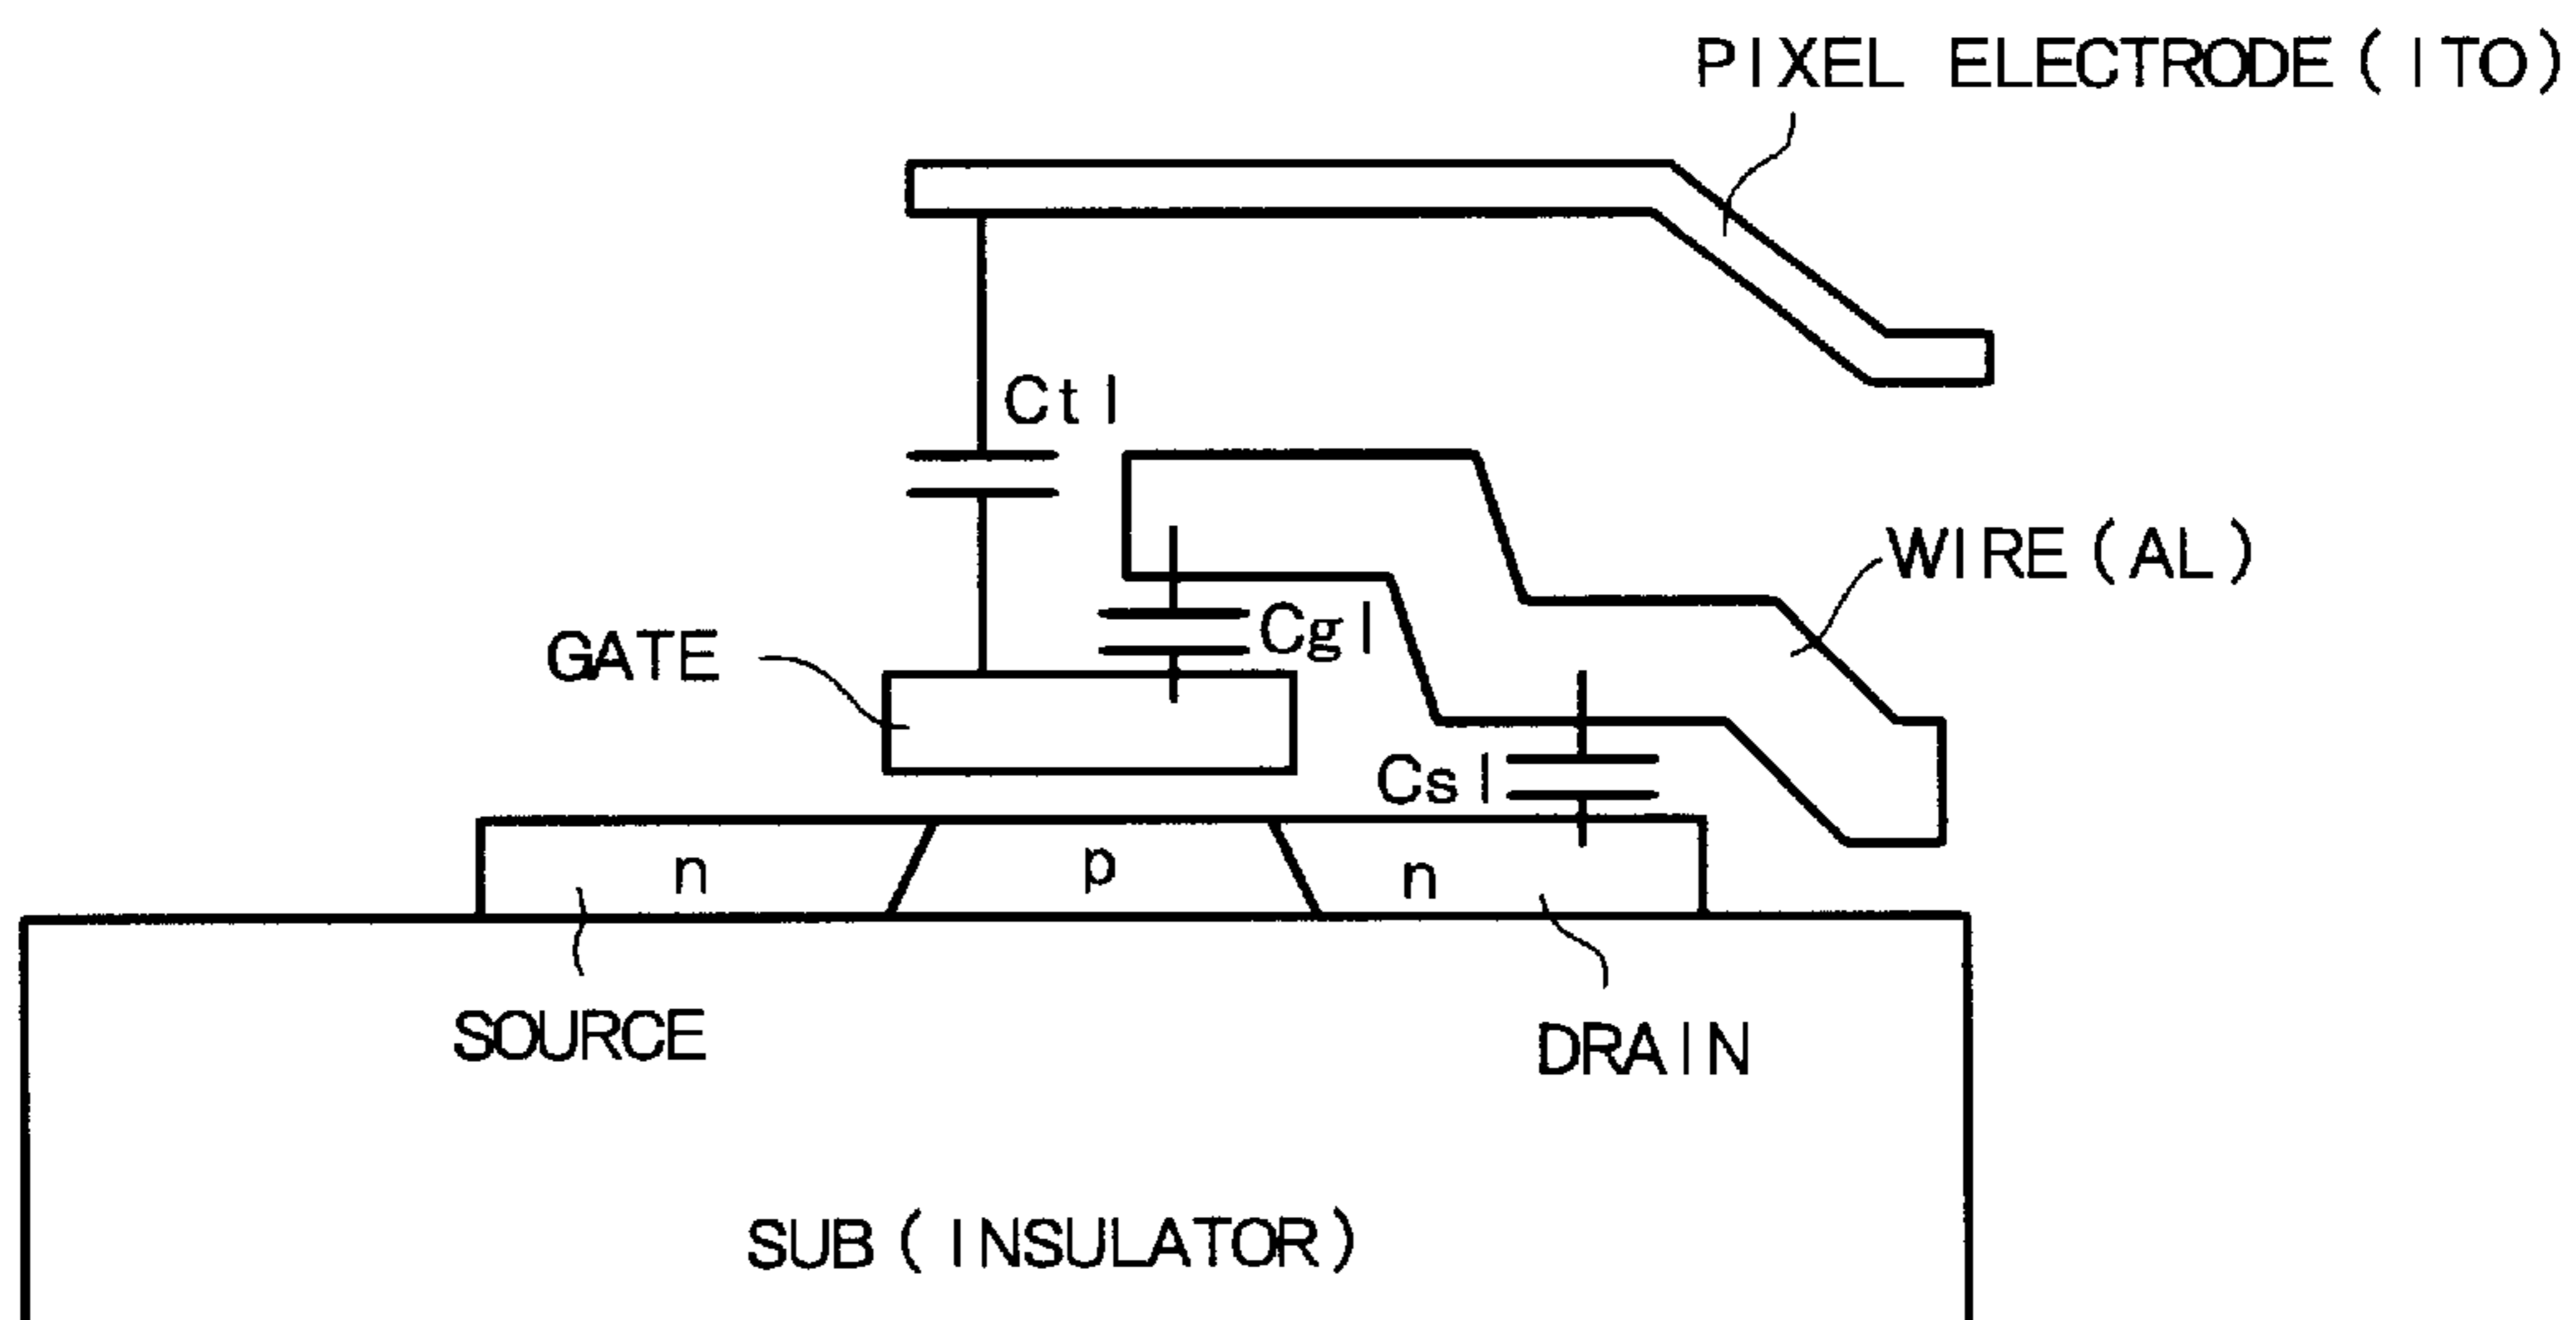 PIXEL ELECTRODE(ITO)
Ctl
WIRE(AL)
Cgl
GATE
Csl
n
p
n
SOURCE
DRAIN
SUB(INSULATOR)